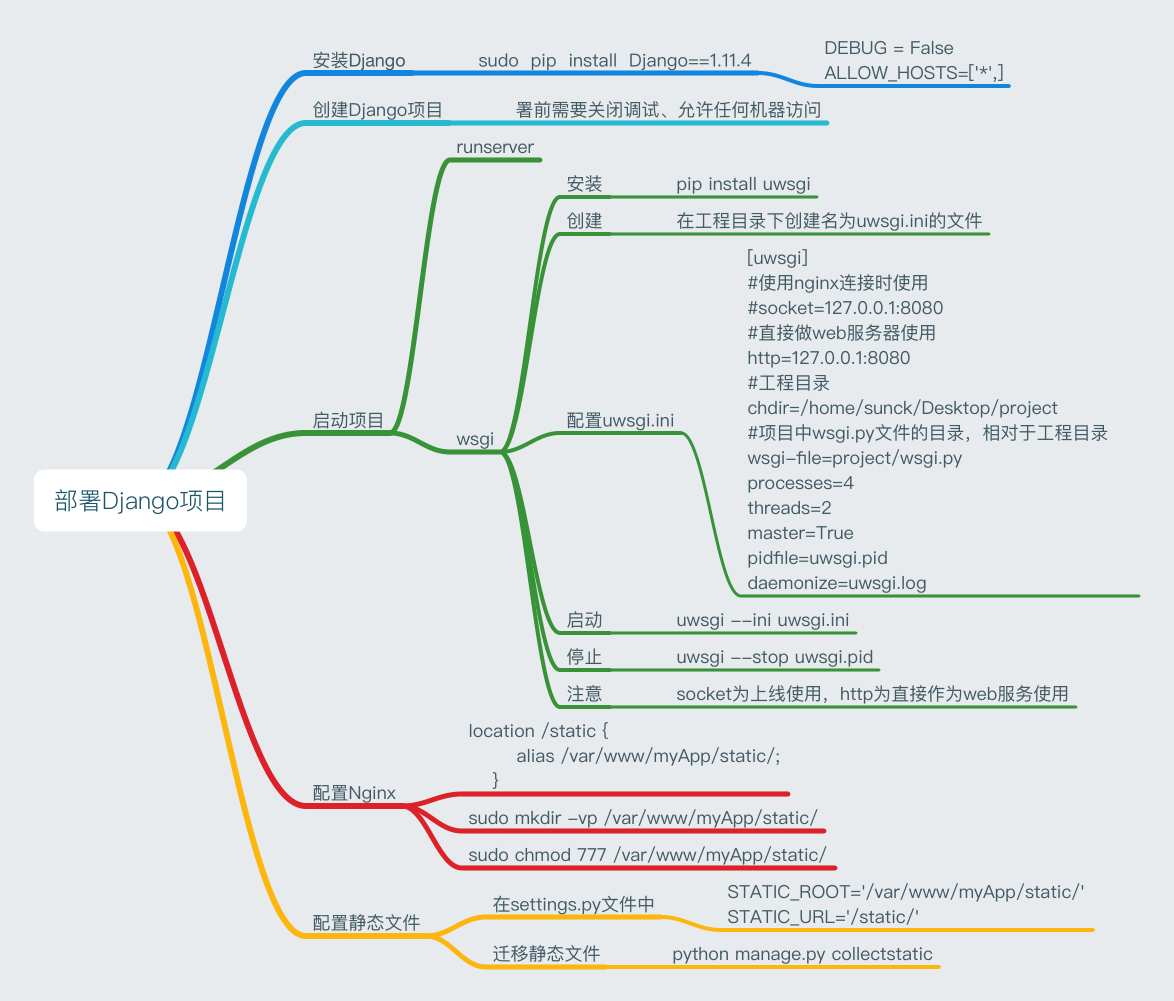 部署Django项目
安装Django
sudo pip install Django==1.11.4
DEBUG = False
ALLOW_HOSTS=['*',]
创建Django项目
署前需要关闭调试、允许任何机器访问
启动项目
runserver
wsgi
安装
pip install uwsgi
创建
在工程目录下创建名为uwsgi.ini的文件
配置uwsgi.ini
[uwsgi]
#使用nginx连接时使用
#socket=127.0.0.1:8080
#直接做web服务器使用
http=127.0.0.1:8080
#工程目录
chdir=/home/sunck/Desktop/project
#项目中wsgi.py文件的目录，相对于工程目录
wsgi-file=project/wsgi.py
processes=4
threads=2
master=True
pidfile=uwsgi.pid
daemonize=uwsgi.log
启动
uwsgi --ini uwsgi.ini
停止
uwsgi --stop uwsgi.pid
注意
socket为上线使用，http为直接作为web服务使用
配置Nginx
location /static {
alias /var/www/myApp/static/;
}
sudo mkdir -vp /var/www/myApp/static/
sudo chmod 777 /var/www/myApp/static/
配置静态文件
在settings.py文件中
STATIC_ROOT='/var/www/myApp/static/'
STATIC_URL='/static/'
迁移静态文件
python manage.py collectstatic